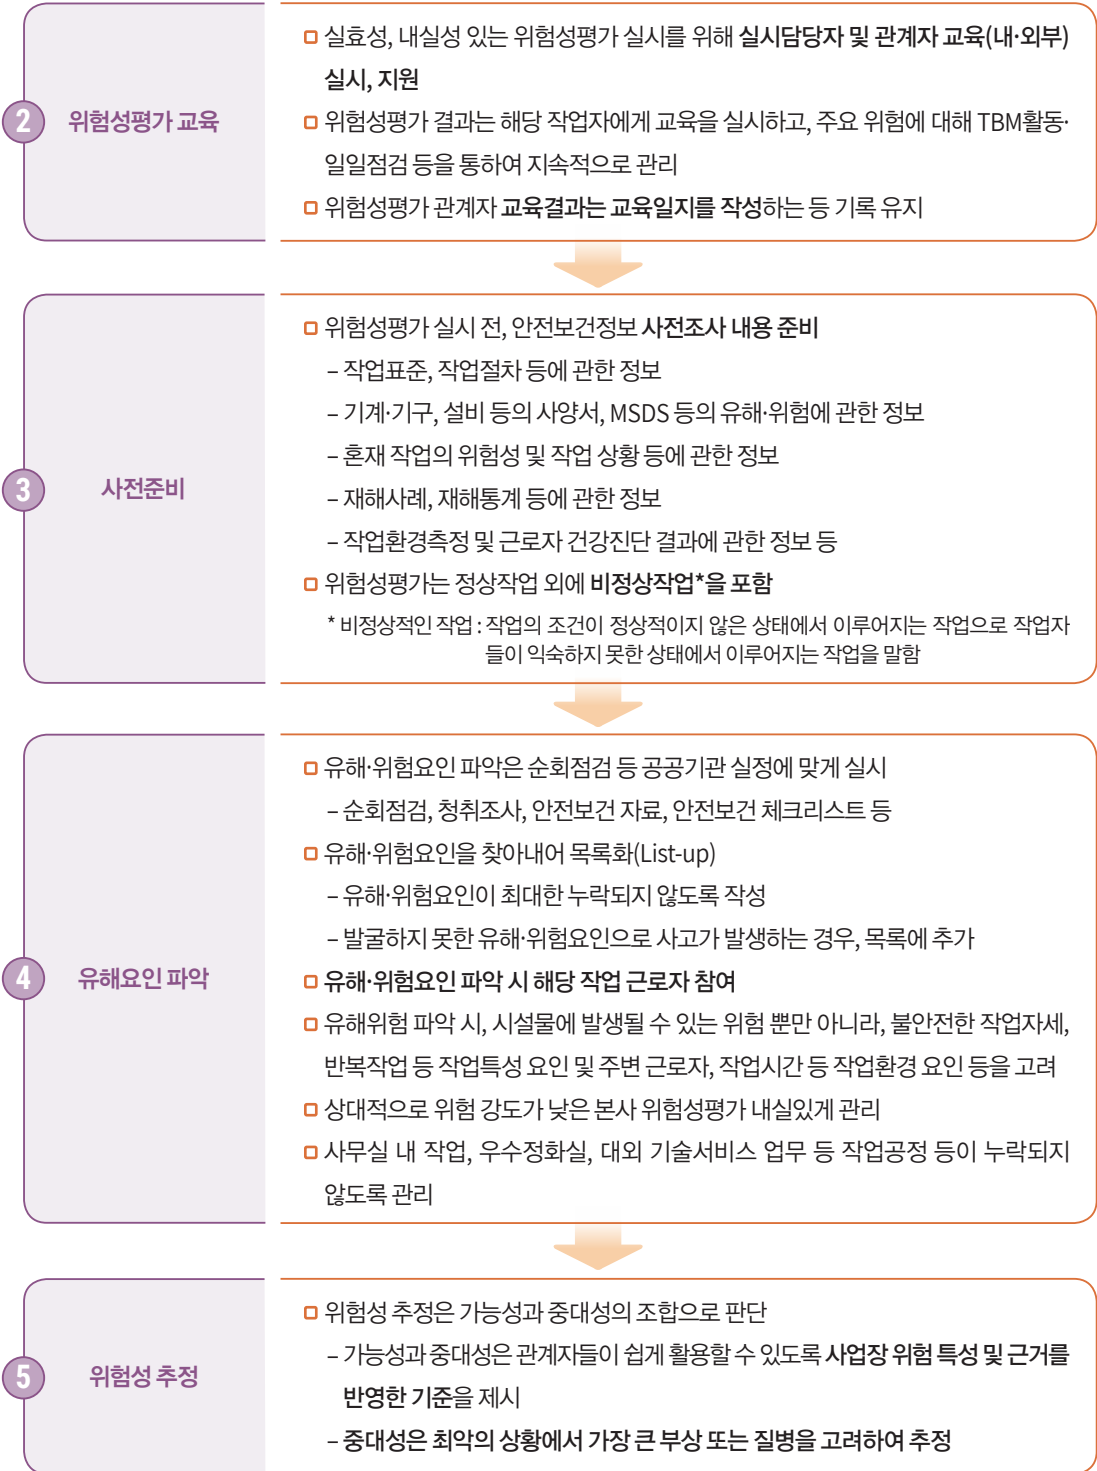 2
위험성평가 교육
실효성, 내실성 있는 위험성평가 실시를 위해 실시담당자 및 관계자 교육(내·외부)
실시, 지원
위험성평가 결과는 해당 작업자에게 교육을 실시하고, 주요 위험에 대해 TBM활동·
일일점검 등을 통하여 지속적으로 관리
위험성평가 관계자 교육결과는 교육일지를 작성하는 등 기록 유지
3
사전준비
위험성평가 실시 전, 안전보건정보 사전조사 내용 준비
– 작업표준, 작업절차 등에 관한 정보
– 기계·기구, 설비 등의 사양서, MSDS 등의 유해·위험에 관한 정보
– 혼재 작업의 위험성 및 작업 상황 등에 관한 정보
– 재해사례, 재해통계 등에 관한 정보
– 작업환경측정 및 근로자 건강진단 결과에 관한 정보 등
위험성평가는 정상작업 외에 비정상작업*을 포함
* 비정상적인 작업 : 작업의 조건이 정상적이지 않은 상태에서 이루어지는 작업으로 작업자
들이 익숙하지 못한 상태에서 이루어지는 작업을 말함
4
유해요인 파악
유해·위험요인 파악은 순회점검 등 공공기관 실정에 맞게 실시
– 순회점검, 청취조사, 안전보건 자료, 안전보건 체크리스트 등
유해·위험요인을 찾아내어 목록화(List-up)
– 유해·위험요인이 최대한 누락되지 않도록 작성
– 발굴하지 못한 유해·위험요인으로 사고가 발생하는 경우, 목록에 추가
유해·위험요인 파악 시 해당 작업 근로자 참여
유해위험 파악 시, 시설물에 발생될 수 있는 위험 뿐만 아니라, 불안전한 작업자세,
반복작업 등 작업특성 요인 및 주변 근로자, 작업시간 등 작업환경 요인 등을 고려
상대적으로 위험 강도가 낮은 본사 위험성평가 내실있게 관리
사무실 내 작업, 우수정화실, 대외 기술서비스 업무 등 작업공정 등이 누락되지
않도록 관리
5
위험성 추정
위험성 추정은 가능성과 중대성의 조합으로 판단
– 가능성과 중대성은 관계자들이 쉽게 활용할 수 있도록 사업장 위험 특성 및 근거를
반영한 기준을 제시
– 중대성은 최악의 상황에서 가장 큰 부상 또는 질병을 고려하여 추정